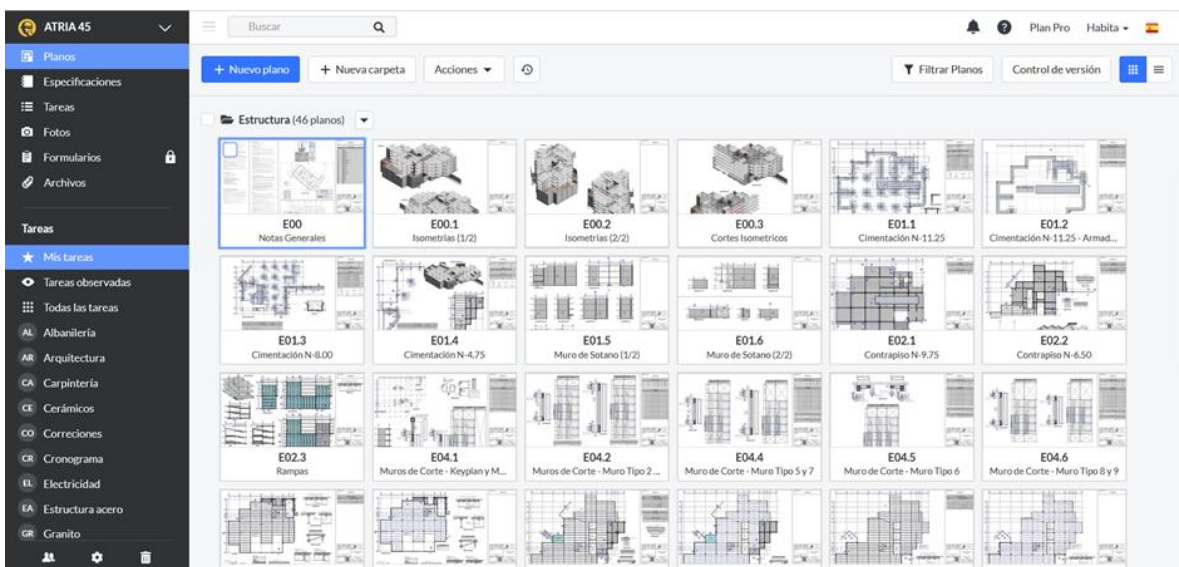 ATRIA 45
Buscar
Plan Pro
Habita
Planos
Especificaciones
Tareas
Fotos
Formularios
Archivos
Tareas
Mis tareas
Tareas observadas
Todas las tareas
AL Albanilería
AR Arquitectura
CA Carpintería
CE Cerámicos
CO Correciones
CR Cronograma
EL Electricidad
EA Estructura acero
GR Granito
+ Nuevo plano
+ Nueva carpeta
Acciones
Filtrar Planos
Control de versión
Estructura (46 planos)
E00
Notas Generales
E00.1
Isometrias (1/2)
E00.2
Isometrias (2/2)
E00.3
Cortes Isometricos
E01.1
Cimentación N-11.25
E01.2
Cimentación N-11.25 - Armad...
E01.3
Cimentación N-8.00
E01.4
Cimentación N-4.75
E01.5
Muro de Sotano (1/2)
E01.6
Muro de Sotano (2/2)
E02.1
Contrapiso N-9.75
E02.2
Contrapiso N-6.50
E02.3
Rampas
E04.1
Muros de Corte - Keyplan y M...
E04.2
Muros de Corte - Muro Tipo 2 ...
E04.4
Muro de Corte - Muro Tipo 5 y 7
E04.5
Muro de Corte - Muro Tipo 6
E04.6
Muro de Corte - Muro Tipo 8 y 9